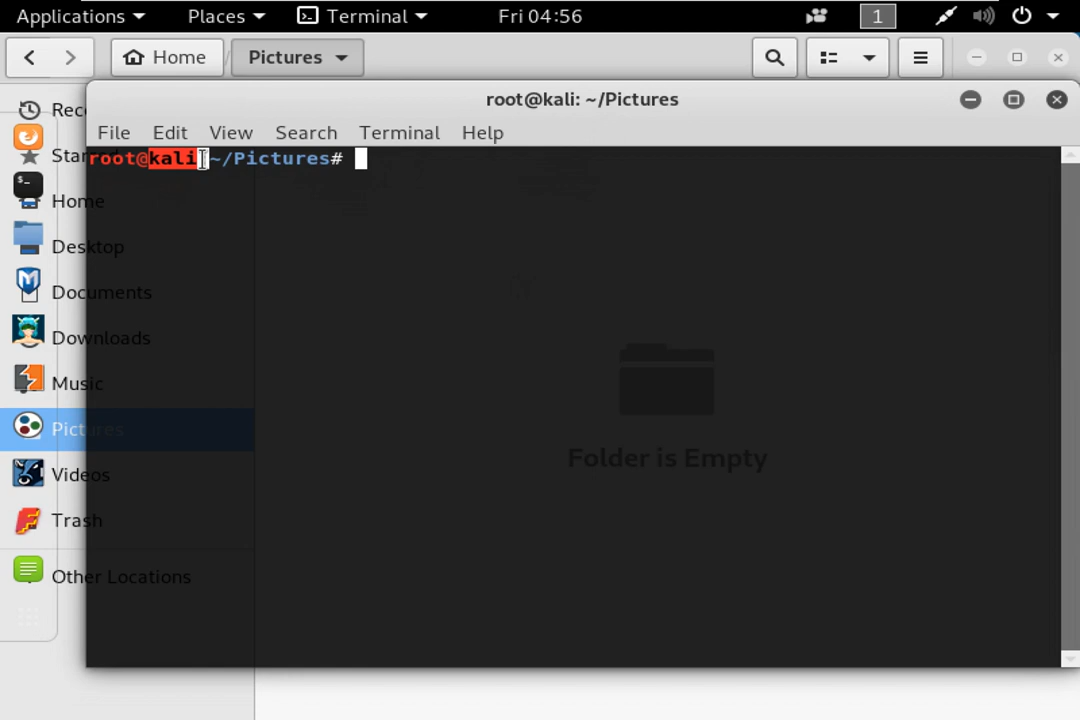 Applications Places Terminal Fri 04:56 1
Home Pictures
root@kali: ~/Pictures
File Edit View Search Terminal Help
root@kali:~/Pictures#
Home
Desktop
Documents
Downloads
Music
Pictures
Videos
Trash
Other Locations
Folder is Empty